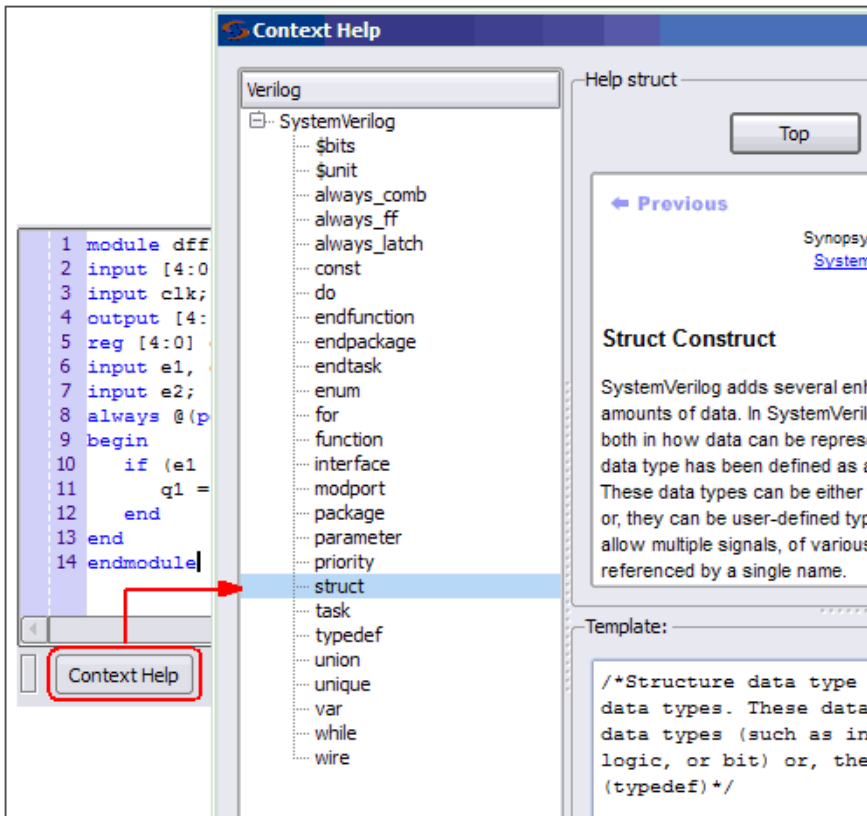 Context Help
Verilog
SystemVerilog
$bits
$unit
always_comb
always_ff
always_latch
const
do
endfunction
endpackage
endtask
enum
for
function
interface
modport
package
parameter
priority
struct
task
typedef
union
unique
var
while
wire
Help struct
Top
Previous
Synopsy
System
Struct Construct
SystemVerilog adds several enh
amounts of data. In SystemVeril
both in how data can be represe
data type has been defined as a
These data types can be either
or, they can be user-defined typ
allow multiple signals, of various
referenced by a single name.
Template:
/*Structure data type
data types. These data
data types (such as in
logic, or bit) or, the
(typedef)*/
1 module dff
2 input [4:0
3 input clk;
4 output [4:
5 reg [4:0]
6 input e1,
7 input e2;
8 always @(p
9 begin
10 if (e1
11 q1 =
12 end
13 end
14 endmodule
Context Help